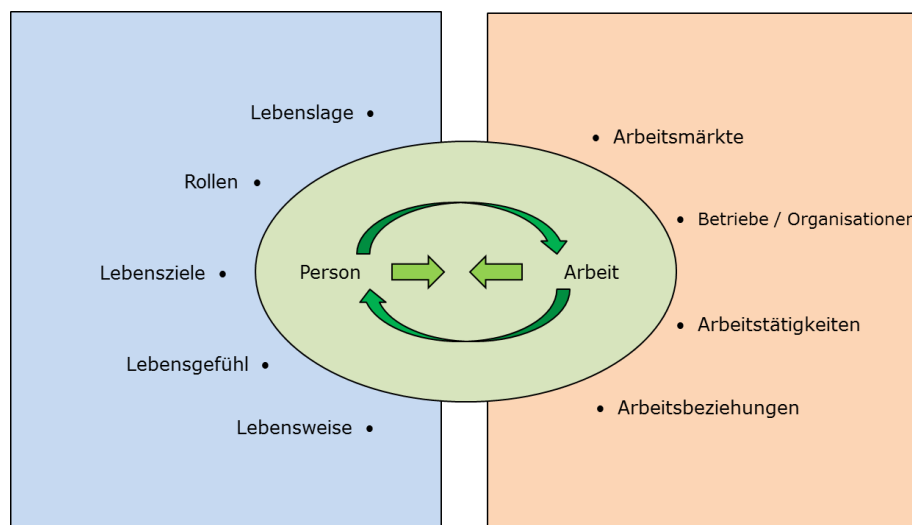 Lebenslage
Rollen
Lebensziele
Lebensgefühl
Lebensweise
Person
Arbeit
Arbeitsmärkte
Betriebe / Organisationen
Arbeitstätigkeiten
Arbeitsbeziehungen